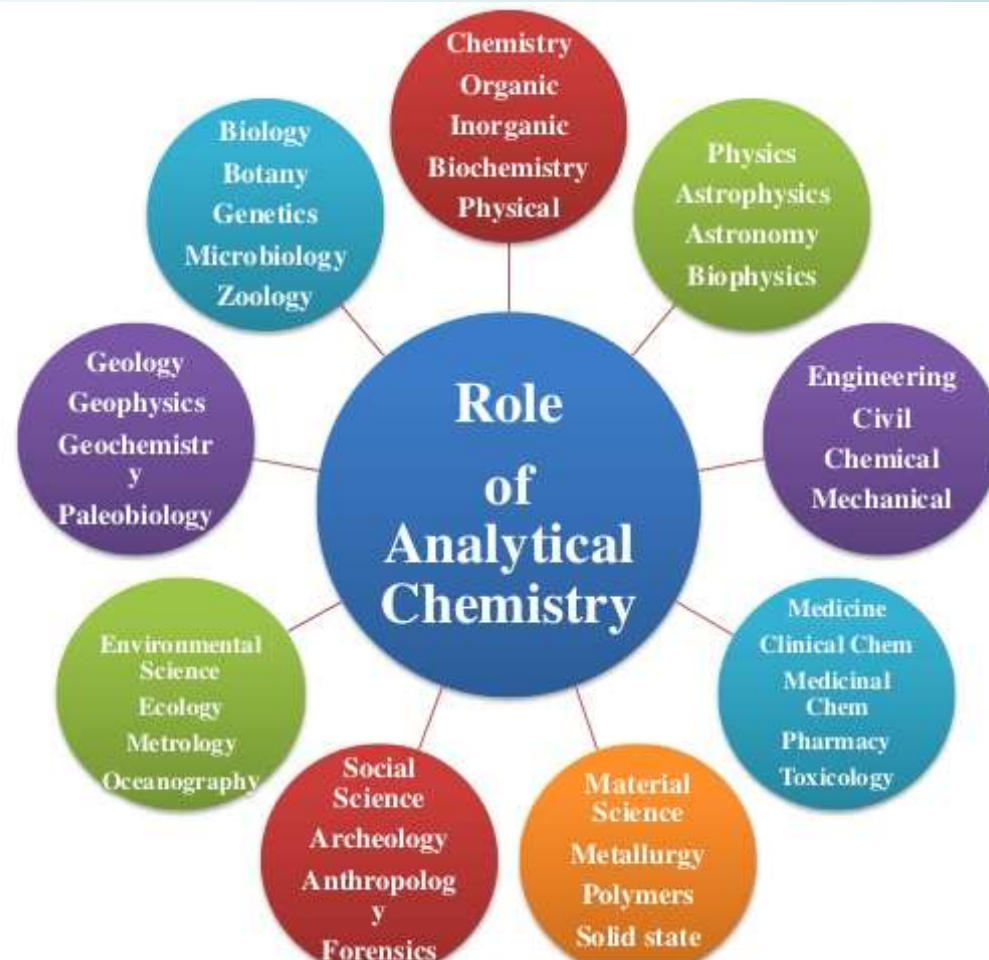 Role
of
Analytical
Chemistry
Chemistry
Organic
Inorganic
Biochemistry
Physical
Physics
Astrophysics
Astronomy
Biophysics
Engineering
Civil
Chemical
Mechanical
Medicine
Clinical Chem
Medicinal
Chem
Pharmacy
Toxicology
Material
Science
Metallurgy
Polymers
Solid state
Social
Science
Archeology
Anthropolog
y
Forensics
Environmental
Science
Ecology
Metrology
Oceanography
Geology
Geophysics
Geochemistr
y
Paleobiology
Biology
Botany
Genetics
Microbiology
Zoology